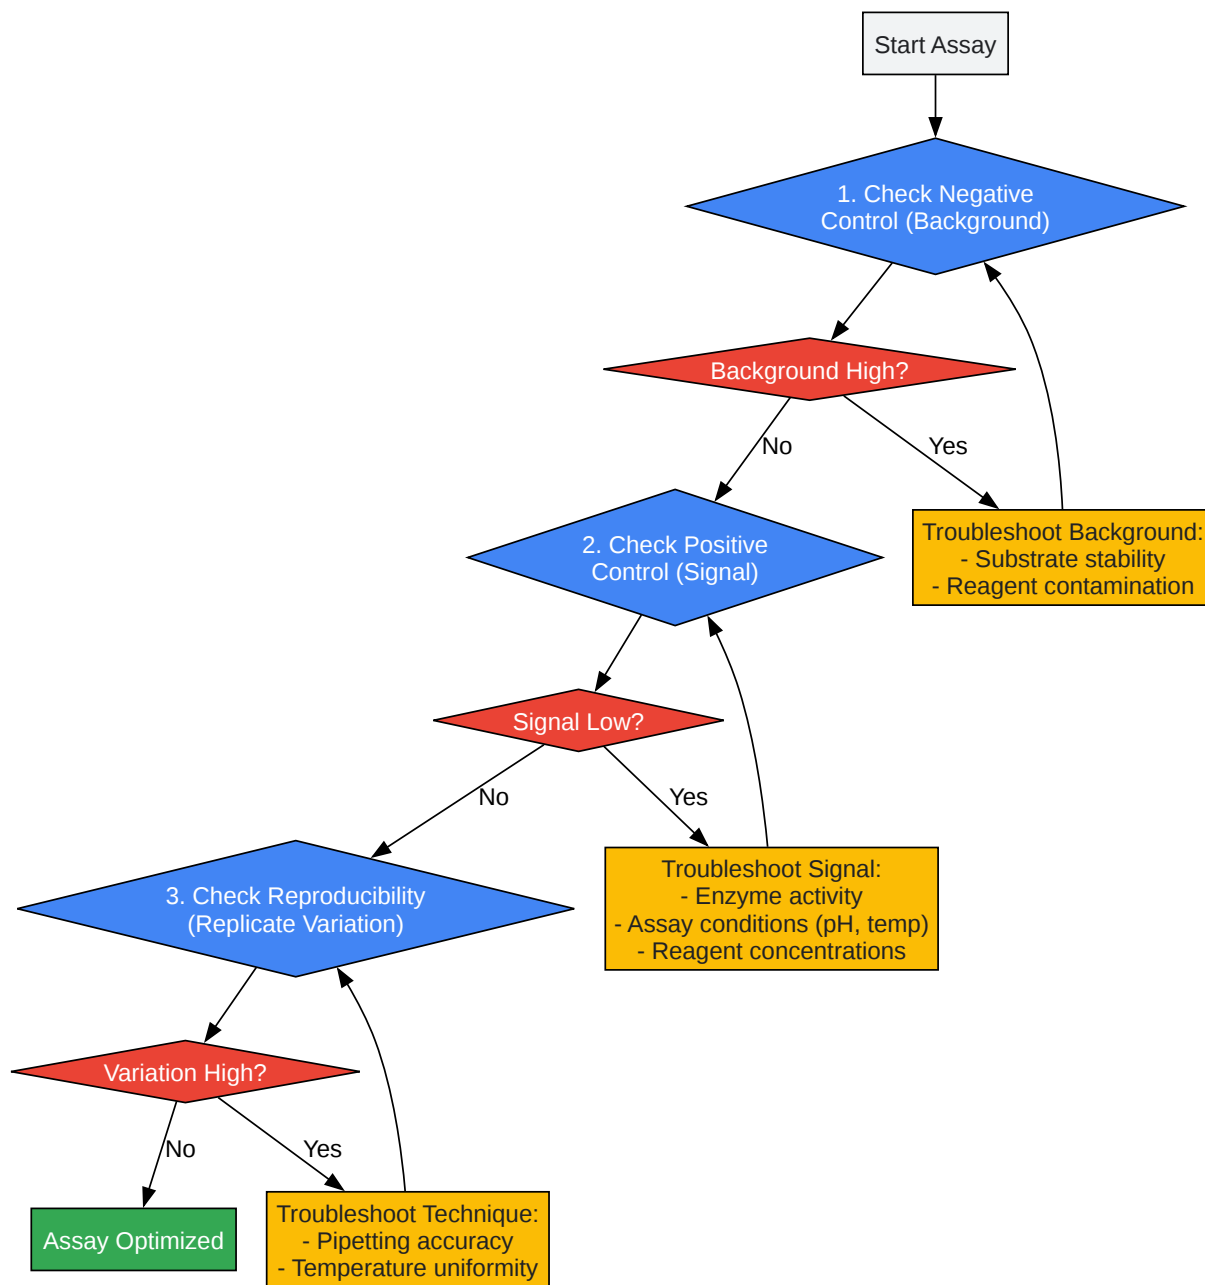 Start Assay
1. Check Negative
Control (Background)
Background High?
No
Yes
2. Check Positive
Control (Signal)
Troubleshoot Background:
- Substrate stability
- Reagent contamination
Signal Low?
No
Yes
3. Check Reproducibility
(Replicate Variation)
Troubleshoot Signal:
- Enzyme activity
- Assay conditions (pH, temp)
- Reagent concentrations
Variation High?
No
Yes
Assay Optimized
Troubleshoot Technique:
- Pipetting accuracy
- Temperature uniformity